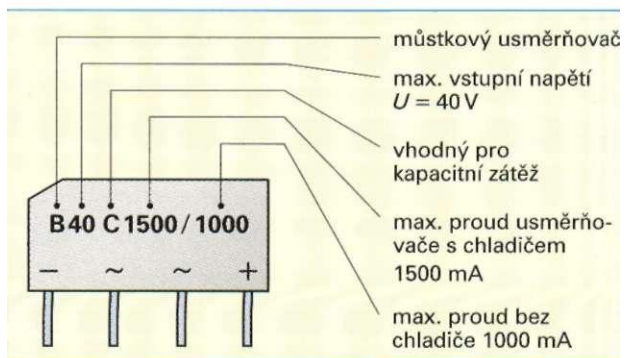 můstkový usměrňovač
max. vstupní napětí
U = 40 V
vhodný pro
kapacitní zátěž
B40 C1500/1000
max. proud usměrňo-
vače s chladičem
1500 mA
− ~ ~ +
max. proud bez
chladiče 1000 mA